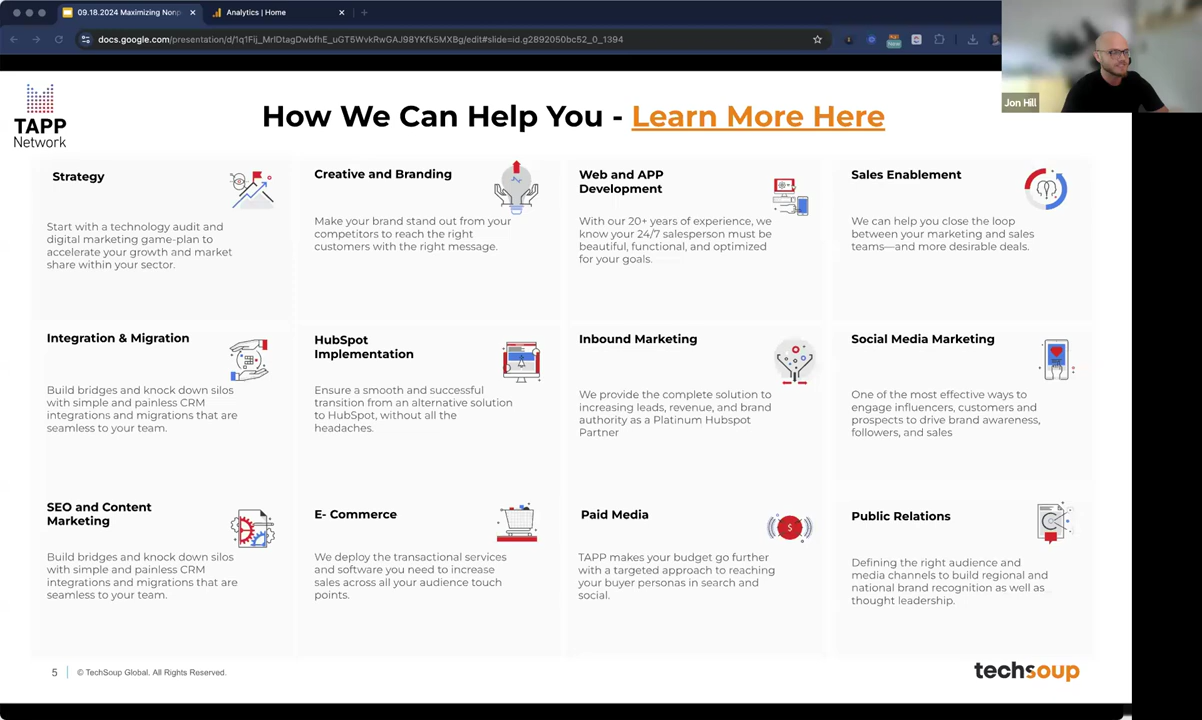 09.18.2024 Maximizing Nonp
Analytics | Home
docs.google.com/presentation/d/1q1Fij_MrlDtagDwbfhE_uGT5WvkRwGAJ98YKfk5MXBg/edit#slide=id.g2892050bc52_0_1394
Jon Hill
TAPP
Network
How We Can Help You - Learn More Here
Strategy
Start with a technology audit and
digital marketing game-plan to
accelerate your growth and market
share within your sector.
Creative and Branding
Make your brand stand out from your
competitors to reach the right
customers with the right message.
Web and APP
Development
With our 20+ years of experience, we
know your 24/7 salesperson must be
beautiful, functional, and optimized
for your goals.
Sales Enablement
We can help you close the loop
between your marketing and sales
teams—and more desirable deals.
Integration & Migration
Build bridges and knock down silos
with simple and painless CRM
integrations and migrations that are
seamless to your team.
HubSpot
Implementation
Ensure a smooth and successful
transition from an alternative solution
to HubSpot, without all the
headaches.
Inbound Marketing
We provide the complete solution to
increasing leads, revenue, and brand
authority as a Platinum Hubspot
Partner
Social Media Marketing
One of the most effective ways to
engage influencers, customers and
prospects to drive brand awareness,
followers, and sales
SEO and Content
Marketing
Build bridges and knock down silos
with simple and painless CRM
integrations and migrations that are
seamless to your team.
E- Commerce
We deploy the transactional services
and software you need to increase
sales across all your audience touch
points.
Paid Media
TAPP makes your budget go further
with a targeted approach to reaching
your buyer personas in search and
social.
Public Relations
Defining the right audience and
media channels to build regional and
national brand recognition as well as
thought leadership.
5
© TechSoup Global. All Rights Reserved.
techsoup